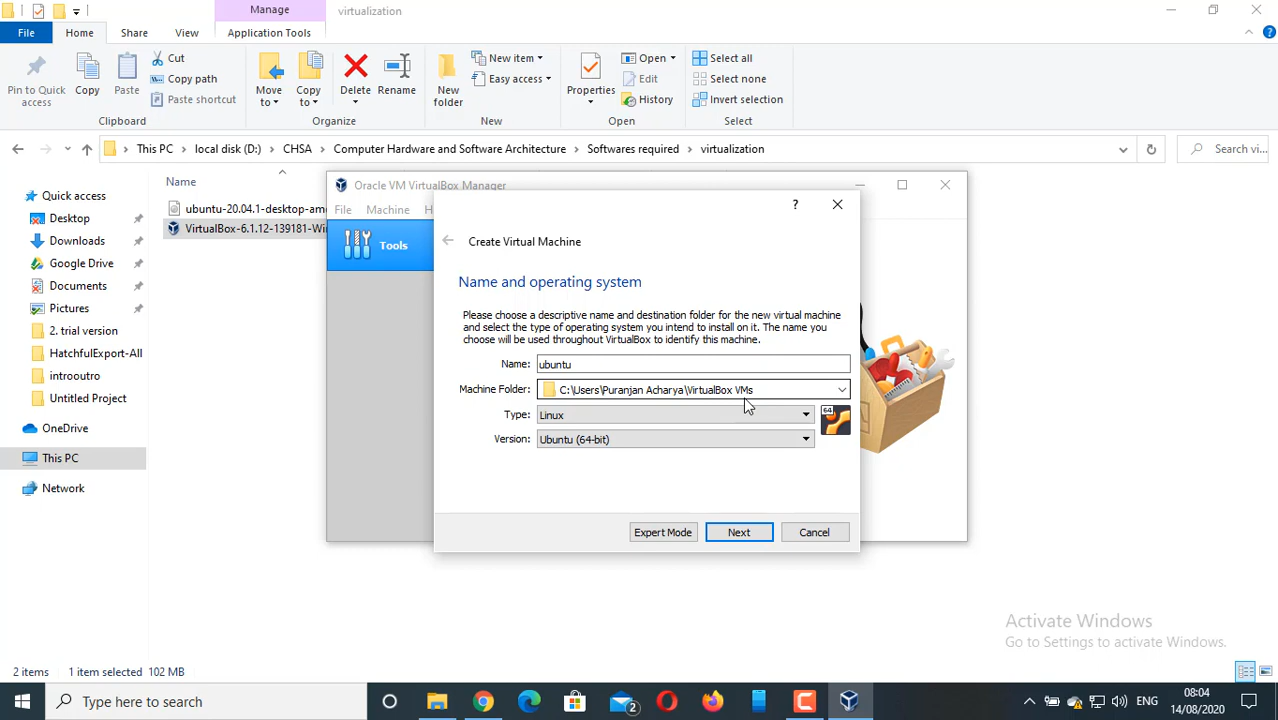 Manage
virtualization
File
Home
Share
View
Application Tools
Pin to Quick access
Copy
Paste
Cut
Copy path
Paste shortcut
Clipboard
Move to
Copy to
Delete
Rename
Organize
New folder
New item
Easy access
New
Properties
Open
Edit
History
Open
Select all
Select none
Invert selection
Select
This PC
local disk (D:)
CHSA
Computer Hardware and Software Architecture
Softwares required
virtualization
Search vi...
Quick access
Desktop
Downloads
Google Drive
Documents
Pictures
2. trial version
HatchfulExport-All
introoutro
Untitled Project
OneDrive
This PC
Network
Name
ubuntu-20.04.1-desktop-am
VirtualBox-6.1.12-139181-Wi
Oracle VM VirtualBox Manager
File
Machine
H
Tools
?
Create Virtual Machine
Name and operating system
Please choose a descriptive name and destination folder for the new virtual machine
and select the type of operating system you intend to install on it. The name you
choose will be used throughout VirtualBox to identify this machine.
Name: ubuntu
Machine Folder: C:\Users\Puranjan Acharya\VirtualBox VMs
Type: Linux
64
Version: Ubuntu (64-bit)
Expert Mode
Next
Cancel
Activate Windows
Go to Settings to activate Windows.
2 items
1 item selected 102 MB
Type here to search
2
ENG
08:04
14/08/2020